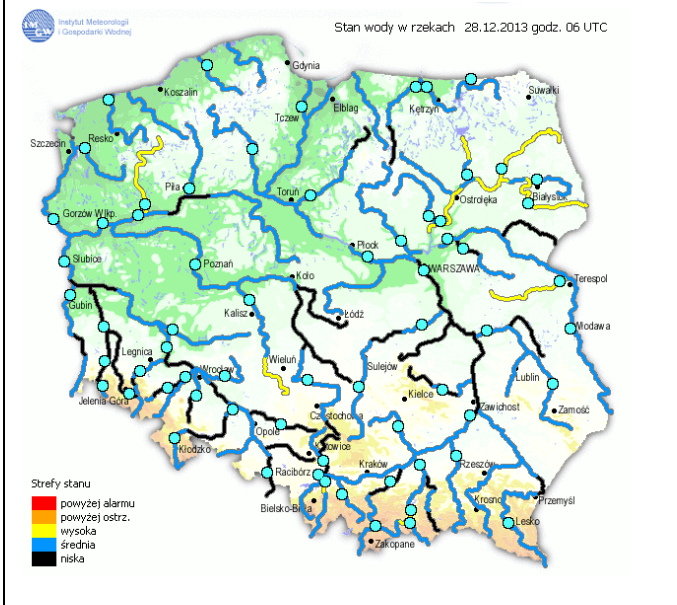 Instytut Meteorologii
i Gospodarki Wodnej
Stan wody w rzekach 28.12.2013 godz. 06 UTC
Gdynia
Koszalin
Suwałki
Elbląg
Kętrzyn
Tczew
Resko
Szczecin
Piła
Toruń
Ostrołęka
Białystok
Gorzów Wlkp.
Płock
Słubice
Poznań
WARSZAWA
Koło
Terespol
Gubin
Kalisz
Łódź
Włodawa
Legnica
Wieluń
Sulejów
Wrocław
Lublin
Jelenia Góra
Kielce
Zawichost
Zamość
Częstochowa
Opole
Kłodzko
Katowice
Racibórz
Kraków
Rzeszów
Strefy stanu
Krosno
Przemyśl
powyżej alarmu
Bielsko-Biała
powyżej ostrz.
Lesko
wysoka
Zakopane
średnia
niska